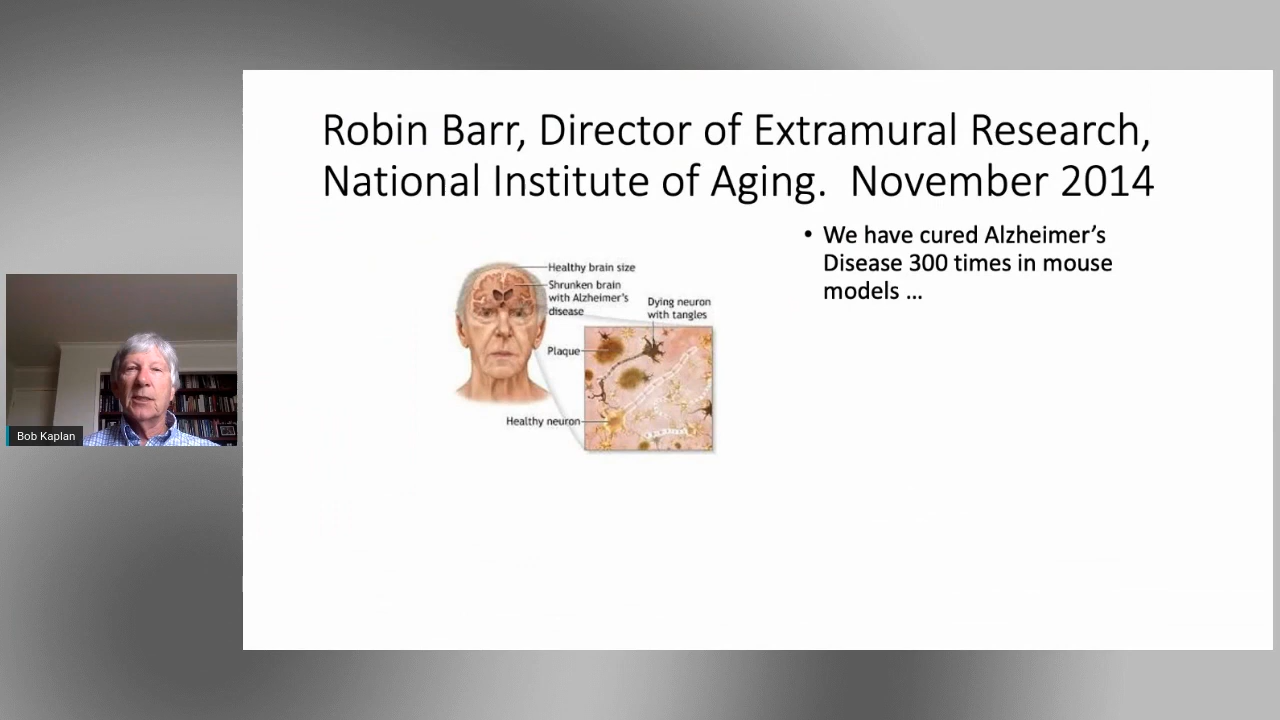 Robin Barr, Director of Extramural Research,
National Institute of Aging. November 2014
• We have cured Alzheimer's
Disease 300 times in mouse
models ...
Healthy brain size
Shrunken brain
with Alzheimer's
disease
Dying neuron
with tangles
Plaque
Healthy neuron
Bob Kaplan